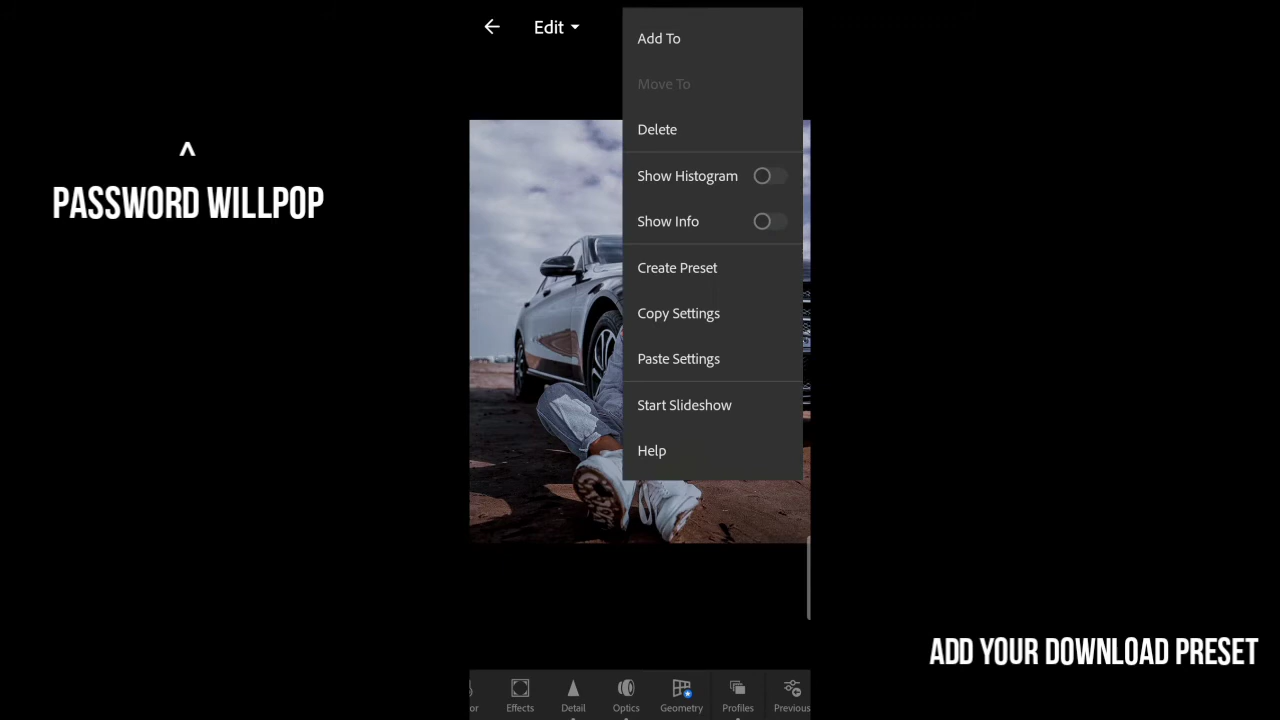 Edit
Add To
Move To
Delete
Show Histogram
Show Info
Create Preset
Copy Settings
Paste Settings
Start Slideshow
Help
^
PASSWORD WILLPOP
ADD YOUR DOWNLOAD PRESET
or
Effects
Detail
Optics
Geometry
Profiles
Previous